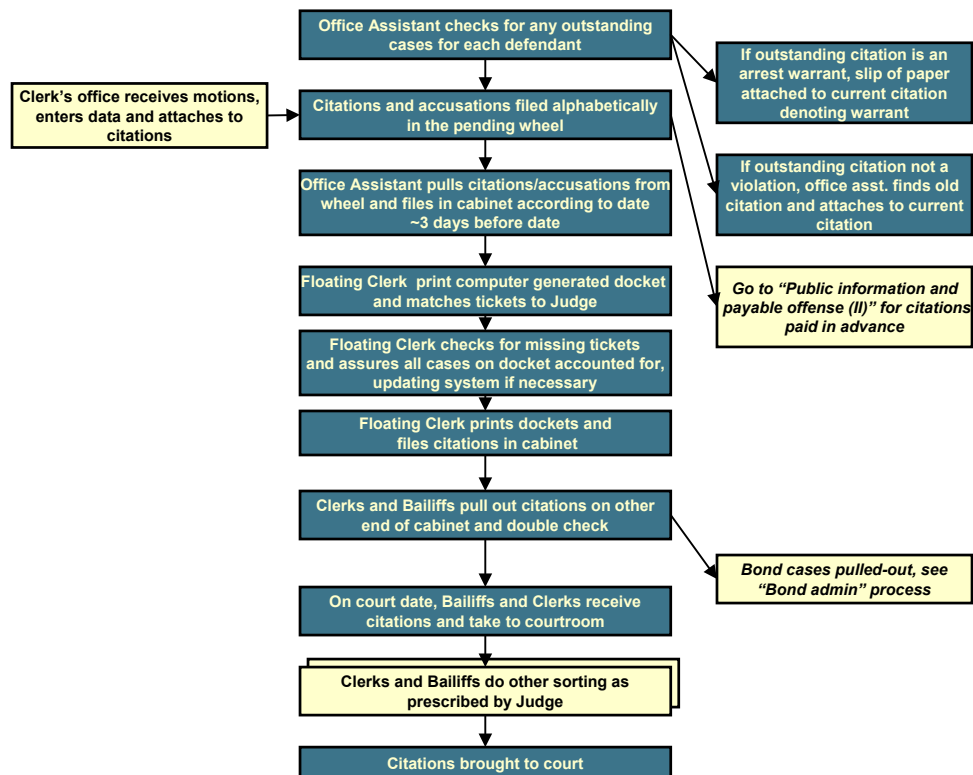 Office Assistant checks for any outstanding
cases for each defendant
If outstanding citation is an
arrest warrant, slip of paper
attached to current citation
denoting warrant
Clerk's office receives motions,
enters data and attaches to
citations
Citations and accusations filed alphabetically
in the pending wheel
If outstanding citation not a
violation, office asst. finds old
citation and attaches to current
citation
Office Assistant pulls citations/accusations from
wheel and files in cabinet according to date
~3 days before date
Floating Clerk print computer generated docket
and matches tickets to Judge
Go to “Public information and
payable offense (II)” for citations
paid in advance
Floating Clerk checks for missing tickets
and assures all cases on docket accounted for,
updating system if necessary
Floating Clerk prints dockets and
files citations in cabinet
Clerks and Bailiffs pull out citations on other
end of cabinet and double check
Bond cases pulled-out, see
“Bond admin” process
On court date, Bailiffs and Clerks receive
citations and take to courtroom
Clerks and Bailiffs do other sorting as
prescribed by Judge
Citations brought to court